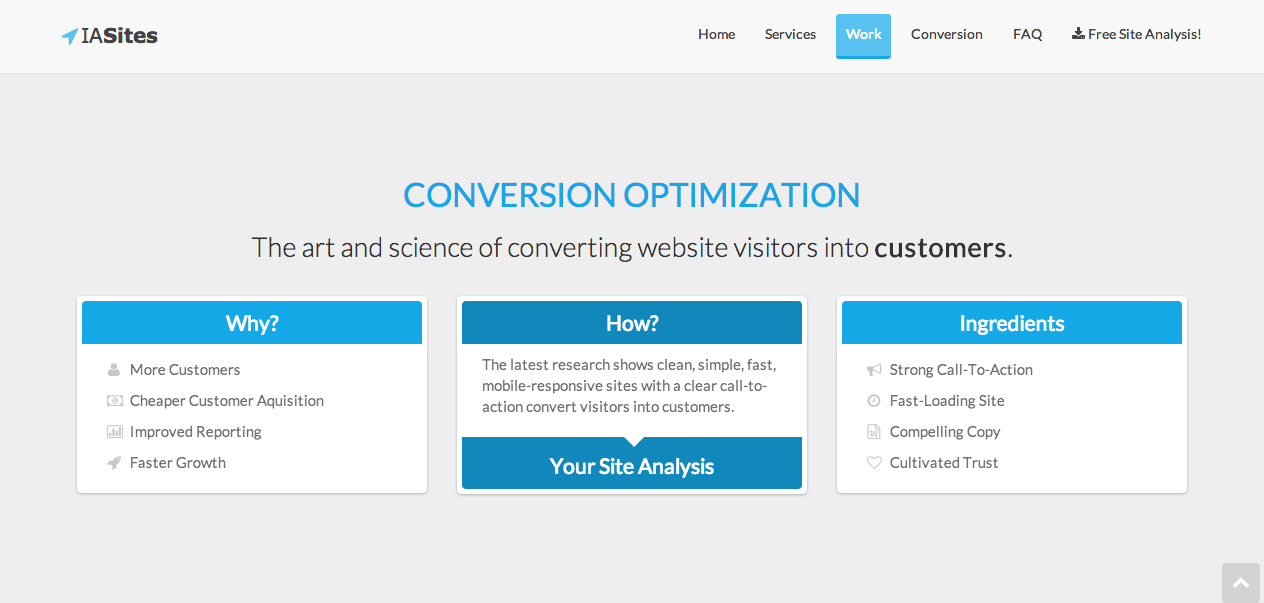 IASites
Home Services Work Conversion FAQ Free Site Analysis!
CONVERSION OPTIMIZATION
The art and science of converting website visitors into customers.
Why?
More Customers
Cheaper Customer Aquisition
Improved Reporting
Faster Growth
How?
The latest research shows clean, simple, fast,
mobile-responsive sites with a clear call-to-
action convert visitors into customers.
Your Site Analysis
Ingredients
Strong Call-To-Action
Fast-Loading Site
Compelling Copy
Cultivated Trust